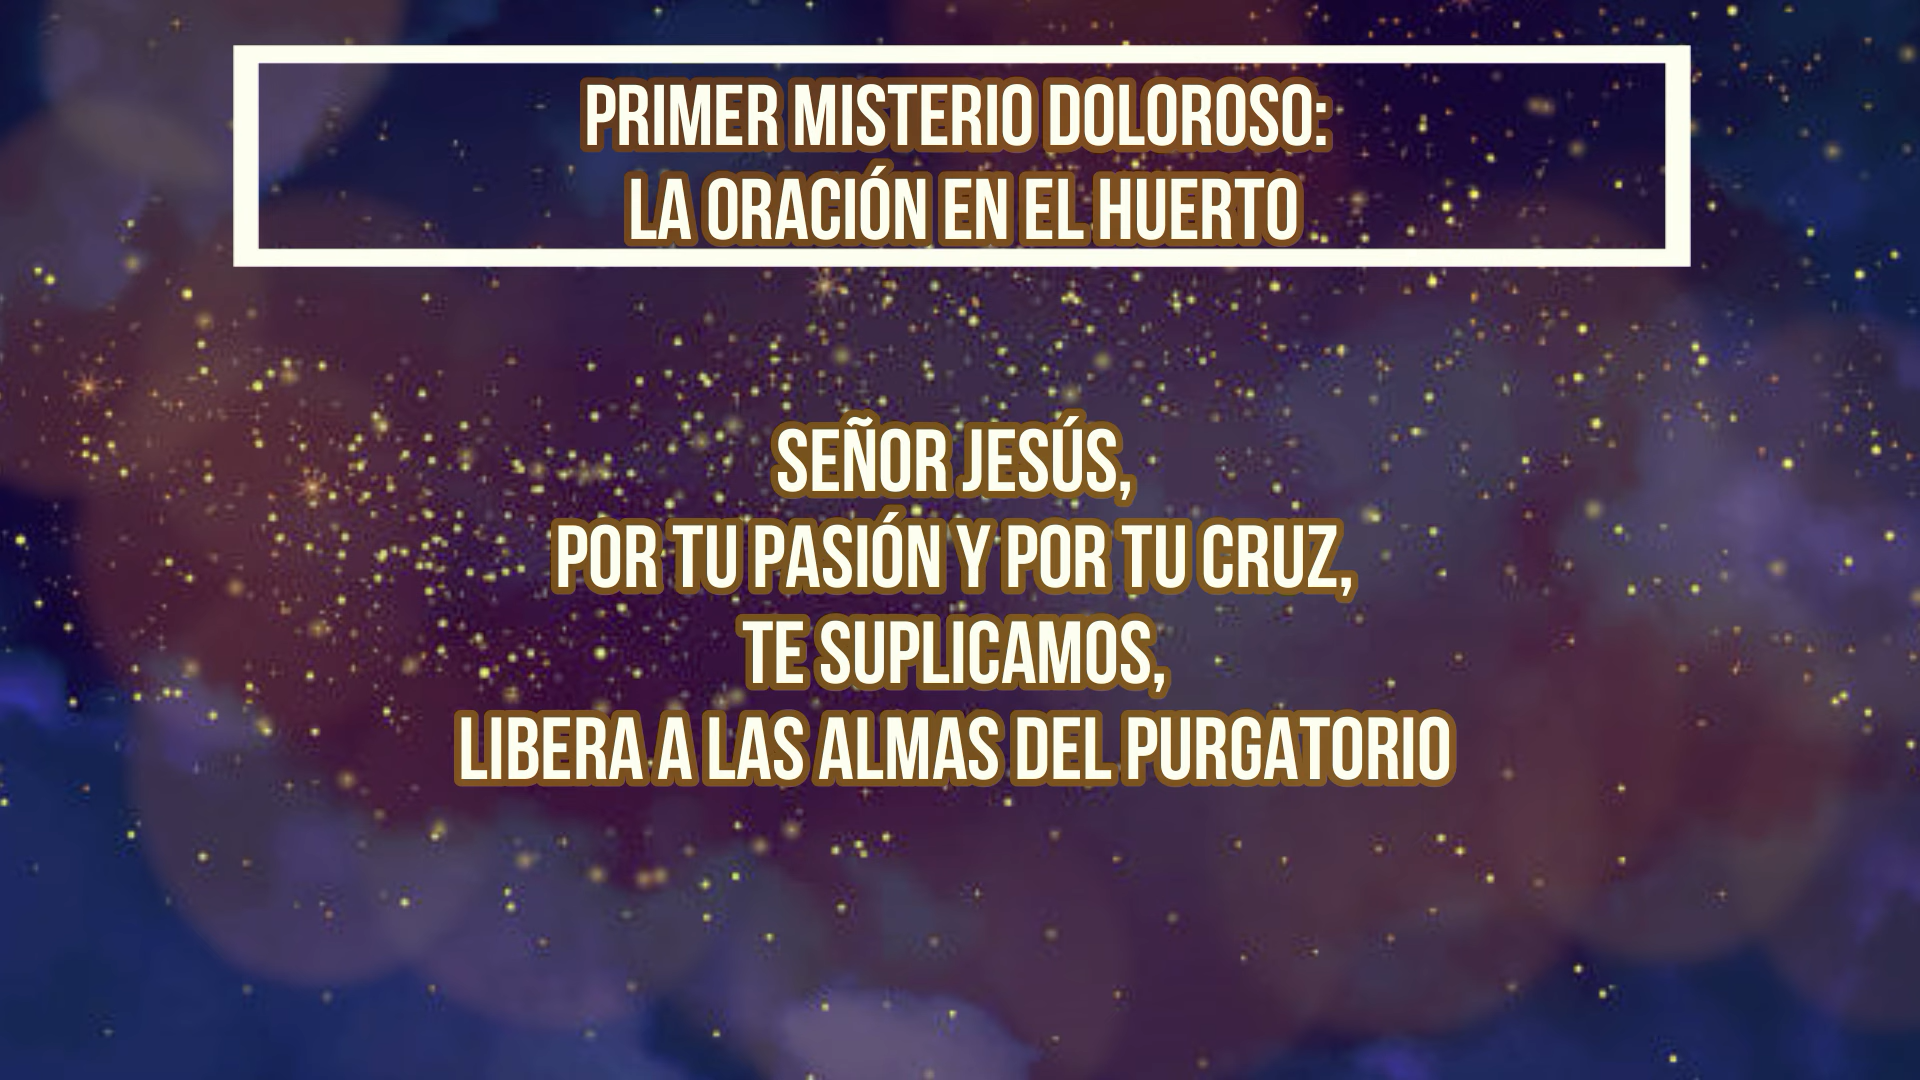 PRIMER MISTERIO DOLOROSO:
LA ORACIÓN EN EL HUERTO
SEÑOR JESÚS,
POR TU PASIÓN Y POR TU CRUZ,
TE SUPLICAMOS,
LIBERA A LAS ALMAS DEL PURGATORIO